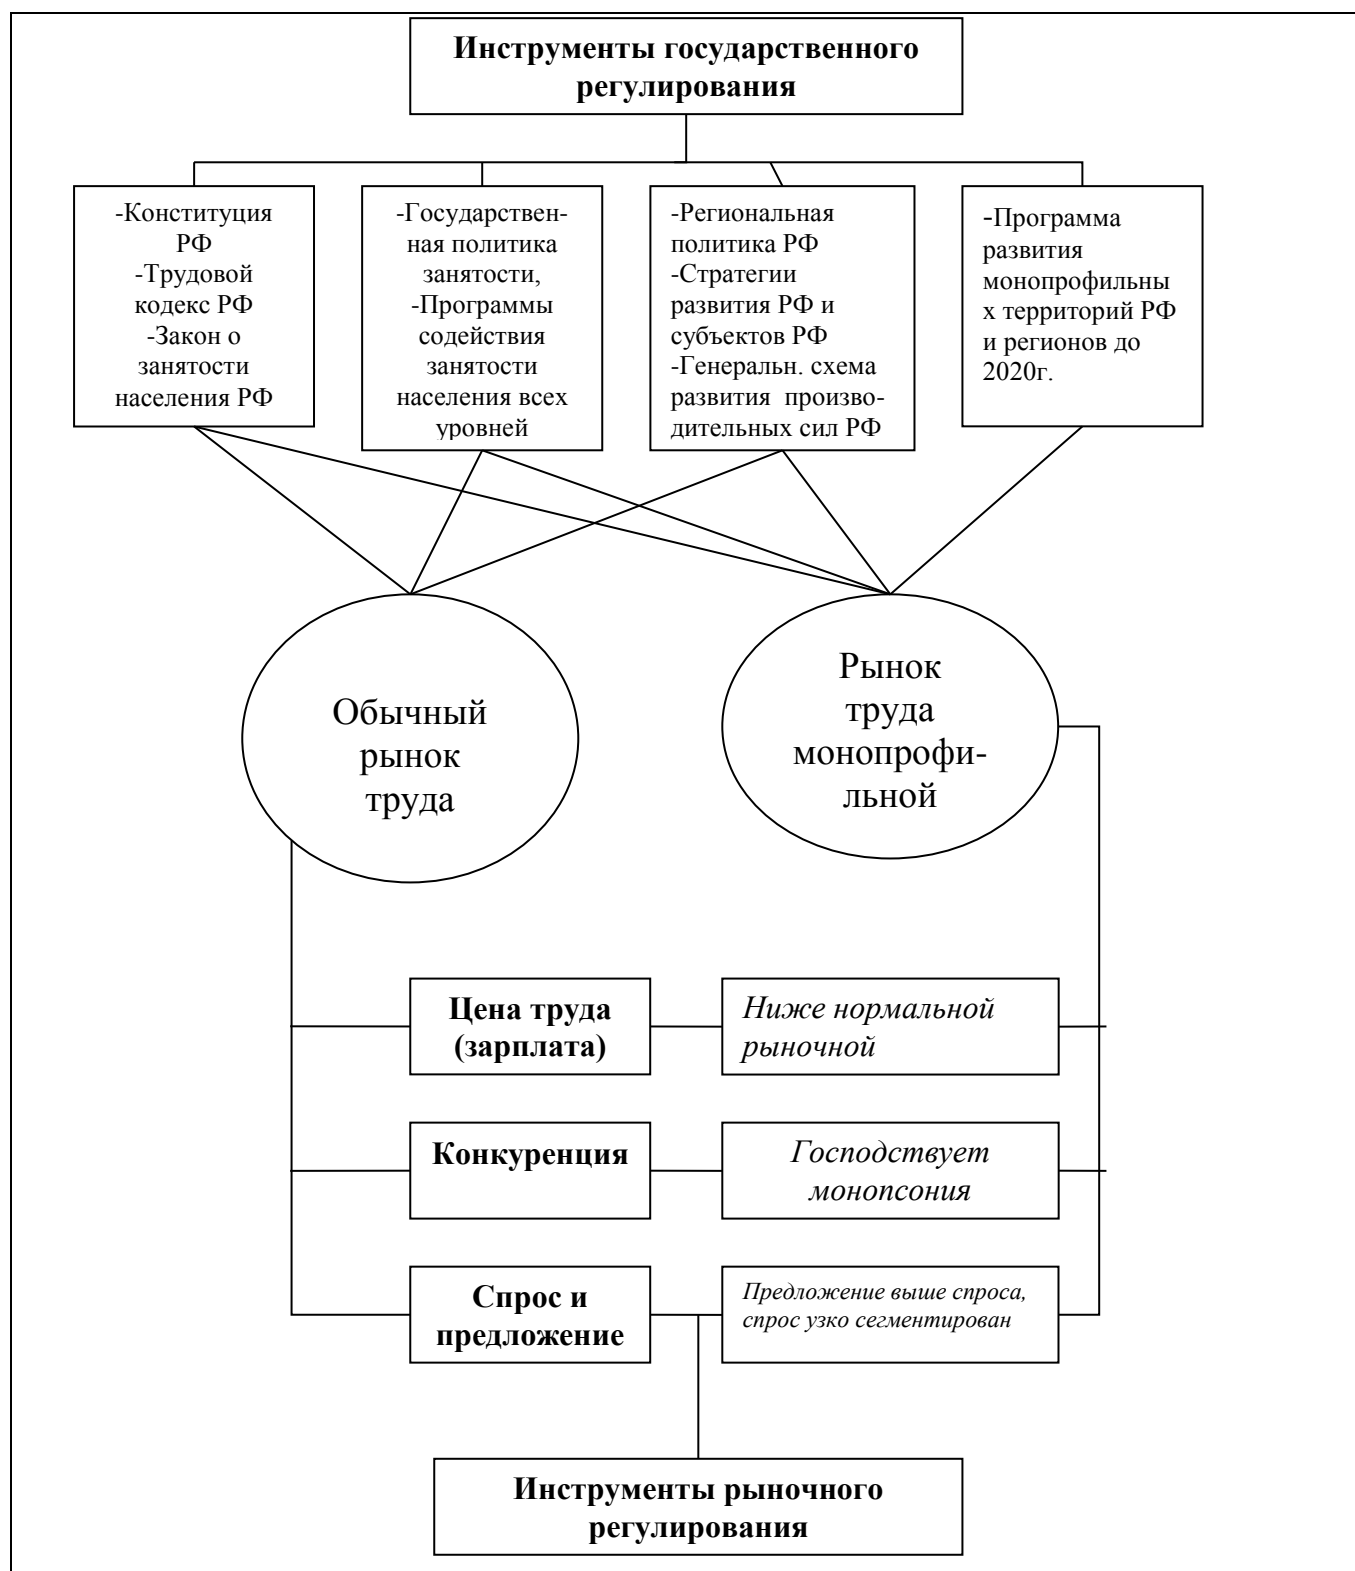 Инструменты государственного
регулирования
-Конституция
РФ
-Трудовой
кодекс РФ
-Закон о
занятости
населения РФ
-Государствен-
ная политика
занятости,
-Программы
содействия
занятости
населения всех
уровней
-Региональная
политика РФ
-Стратегии
развития РФ и
субъектов РФ
-Генеральн. схема
развития произво-
дительных сил РФ
-Программа
развития
монопрофильны
х территорий РФ
и регионов до
2020г.
Обычный
рынок
труда
Рынок
труда
монопрофи-
льной
Цена труда
(зарплата)
Ниже нормальной
рыночной
Конкуренция
Господствует
монопсония
Спрос и
предложение
Предложение выше спроса,
спрос узко сегментирован
Инструменты рыночного
регулирования